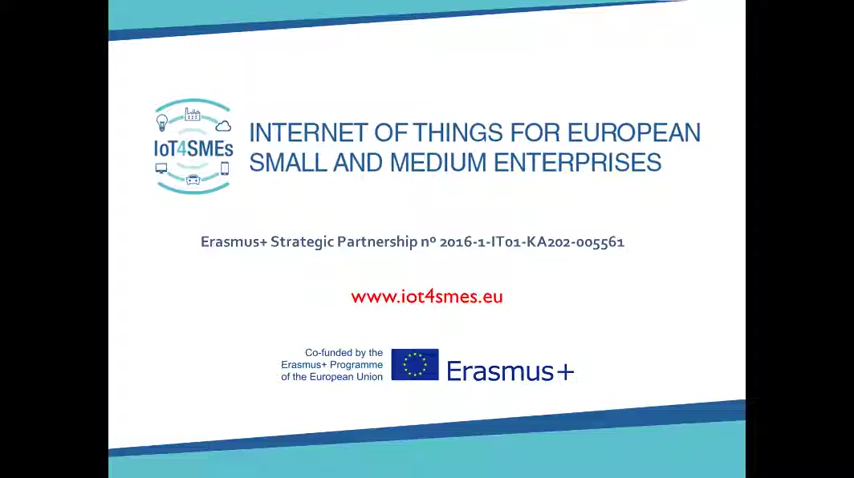 IoT4SMEs
INTERNET OF THINGS FOR EUROPEAN
SMALL AND MEDIUM ENTERPRISES
Erasmus+ Strategic Partnership nº 2016-1-IT01-KA202-005561
www.iot4smes.eu
Co-funded by the
Erasmus+ Programme
of the European Union
Erasmus+